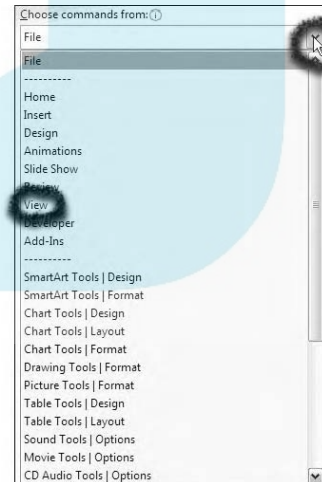 Choose commands from:
File
File
----------
Home
Insert
Design
Animations
Slide Show
Review
View
Developer
Add-Ins
----------
SmartArt Tools | Design
SmartArt Tools | Format
Chart Tools | Design
Chart Tools | Layout
Chart Tools | Format
Drawing Tools | Format
Picture Tools | Format
Table Tools | Design
Table Tools | Layout
Sound Tools | Options
Movie Tools | Options
CD Audio Tools | Options